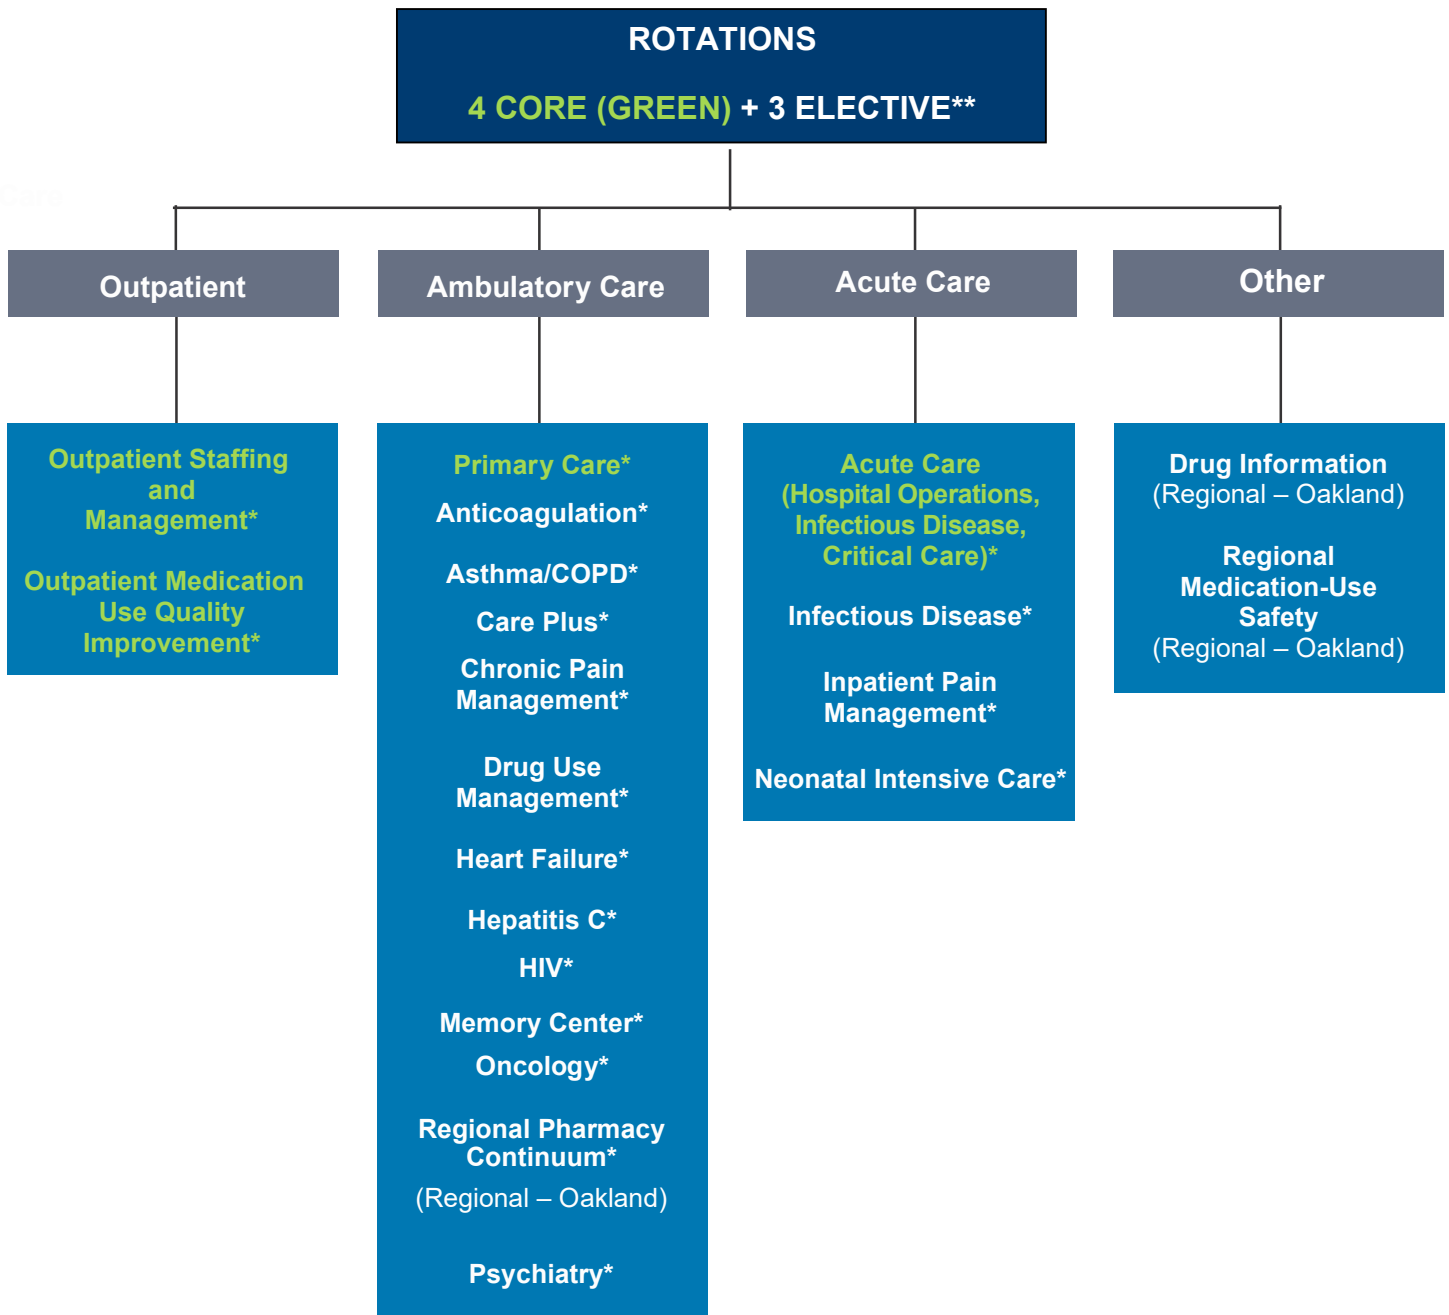 ROTATIONS
4 CORE (GREEN) + 3 ELECTIVE**
Outpatient
Outpatient Staffing
and
Management*
Outpatient Medication
Use Quality
Improvement*
Ambulatory Care
Primary Care*
Anticoagulation*
Asthma/COPD*
Care Plus*
Chronic Pain
Management*
Drug Use
Management*
Heart Failure*
Hepatitis C*
HIV*
Memory Center*
Oncology*
Regional Pharmacy
Continuum*
(Regional – Oakland)
Psychiatry*
Acute Care
Acute Care
(Hospital Operations,
Infectious Disease,
Critical Care)*
Infectious Disease*
Inpatient Pain
Management*
Neonatal Intensive Care*
Other
Drug Information
(Regional – Oakland)
Regional
Medication-Use
Safety
(Regional – Oakland)